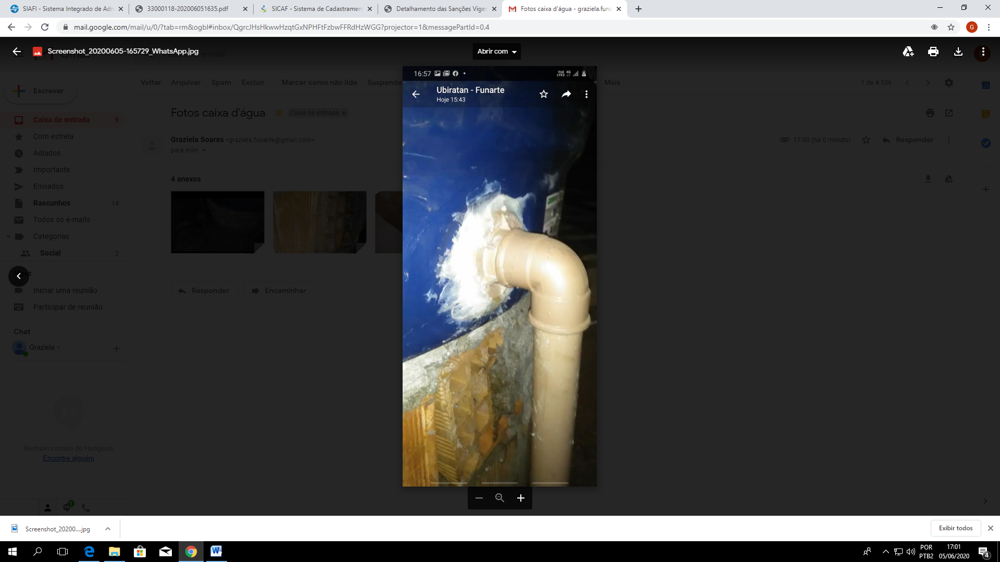 SIAFI - Sistema Integrado de Adr
33000118-202006051635.pdf
SICAF - Sistema de Cadastrament
Detalhamento das Sanções Viger
Fotos caixa d'água - graziela.funa
mail.google.com/mail/u/0/?tab=rm&ogbl#inbox/QgrcJHsHkwwHzqtGxNPHFtFzbwFFRdHzWGG?projector=1&messagePartId=0.4
G
Screenshot_20200605-165729_WhatsApp.jpg
e-mail
Abrir com
Escrever
Voltar Arquivar Spam Excluir Marcar como não lida Suspende
Mais
1 de 4.536
Fotos caixa d'água
Caixa de entrada
Graziela Soares <graziela.funarte@gmail.com>
para mim
17:00 (há 0 minuto)
Responder
4 anexos
Responder
Encaminhar
Caixa de entrada 9
Com estrela
Adiados
Importante
Enviados
Rascunhos 14
Todos os e-mails
Categorias
Social 2
Iniciar uma reunião
Participar de reunião
Chat
Graziela
Nenhum contato do Hangouts
Encontre alguém
1
16:57
Ubiratan - Funarte
Hoje 15:43
Screenshot_20200....jpg
Exibir todos
POR
PTB2
17:01
05/06/2020
4